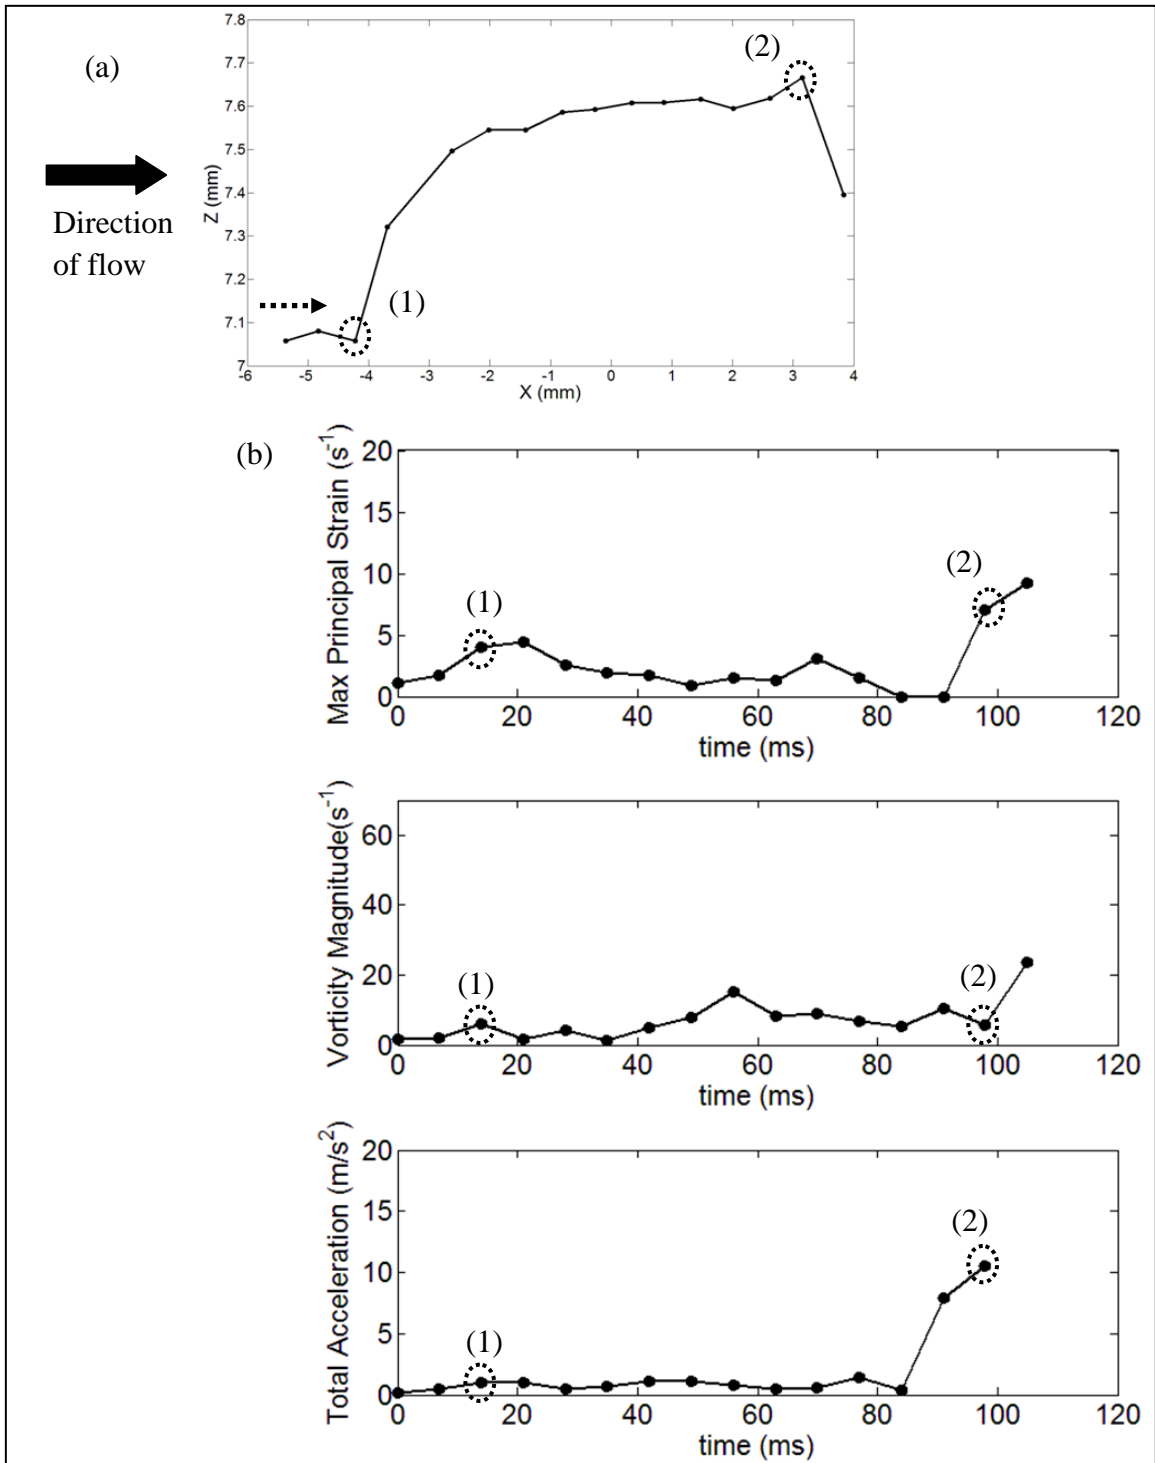 (a)
Direction
of flow
7.8
7.7
7.6
7.5
7.4
7.3
7.2
7.1
7
Z (mm)
(2)
(1)
-6 -5 -4 -3 -2 -1 0 1 2 3 4
X (mm)
(b)
Max Principal Strain (s⁻¹)
20
15
10
5
0
(1)
(2)
0 20 40 60 80 100 120
time (ms)
Vorticity Magnitude(s⁻¹)
60
40
20
0
(1)
(2)
0 20 40 60 80 100 120
time (ms)
Total Acceleration (m/s²)
20
15
10
5
0
(1)
(2)
0 20 40 60 80 100 120
time (ms)